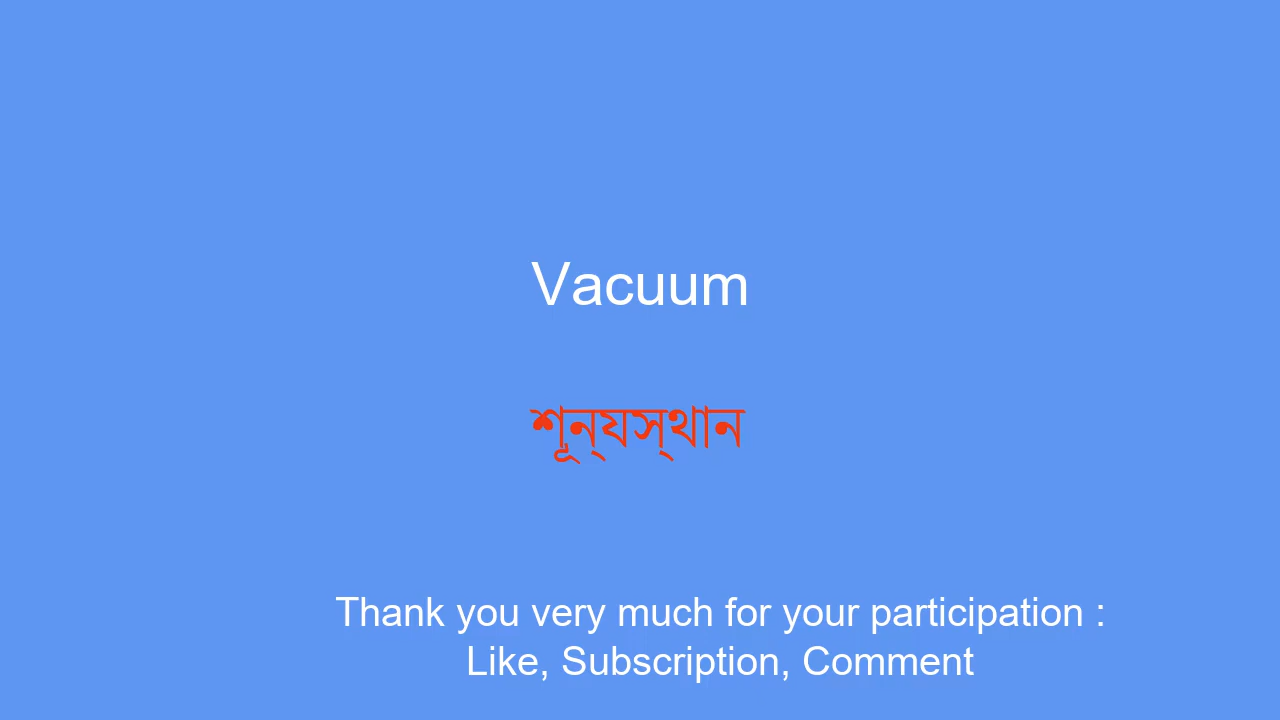 Vacuum
শূন্যস্থান
Thank you very much for your participation :
Like, Subscription, Comment